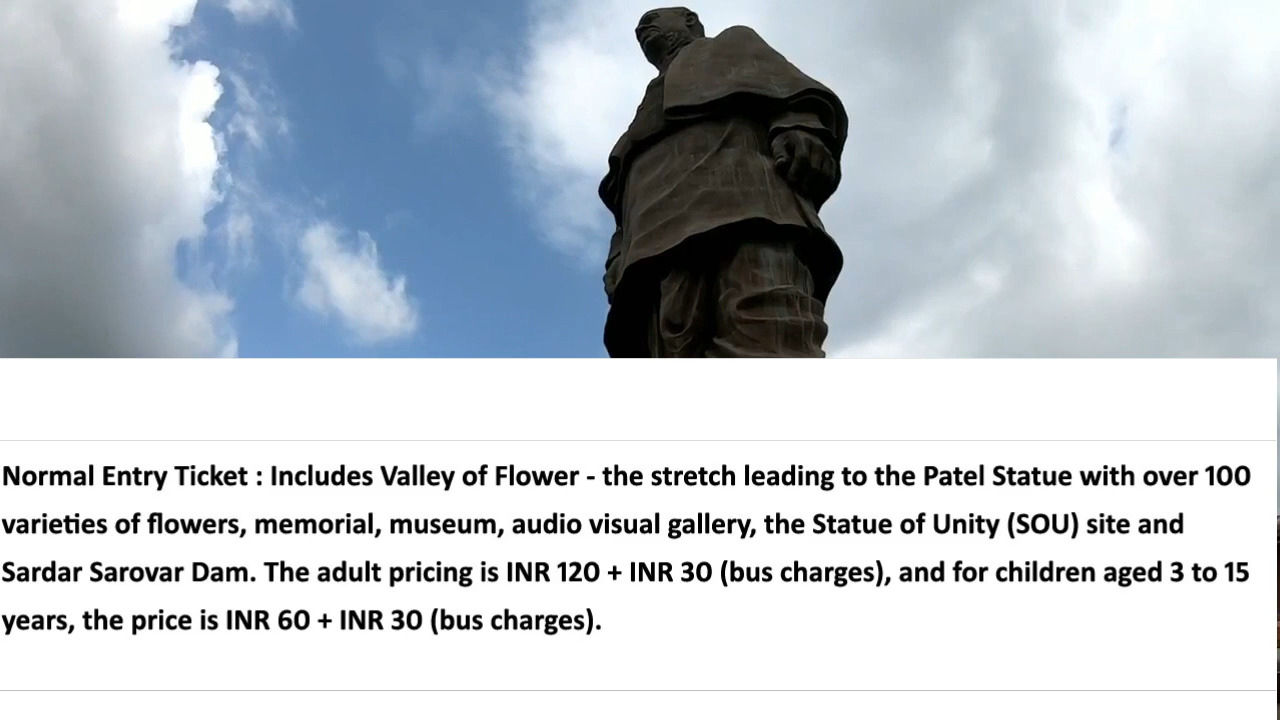 Normal Entry Ticket : Includes Valley of Flower - the stretch leading to the Patel Statue with over 100
varieties of flowers, memorial, museum, audio visual gallery, the Statue of Unity (SOU) site and
Sardar Sarovar Dam. The adult pricing is INR 120 + INR 30 (bus charges), and for children aged 3 to 15
years, the price is INR 60 + INR 30 (bus charges).